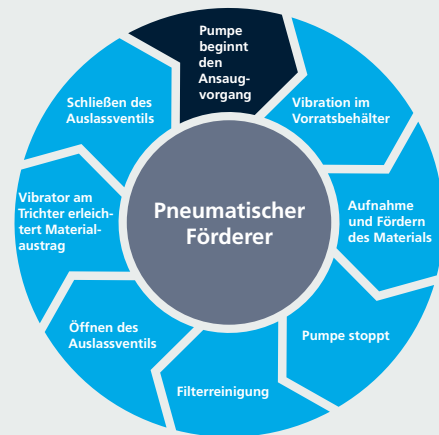 Pumpe
beginnt
den
Ansaug-
vorgang
Vibration im
Vorratsbehälter
Aufnahme
und Fördern
des Materials
Pumpe stoppt
Filterreinigung
Öffnen des
Auslassventils
Vibrator am
Trichter erleich-
tert Material-
austrag
Schließen des
Auslassventils
Pneumatischer
Förderer